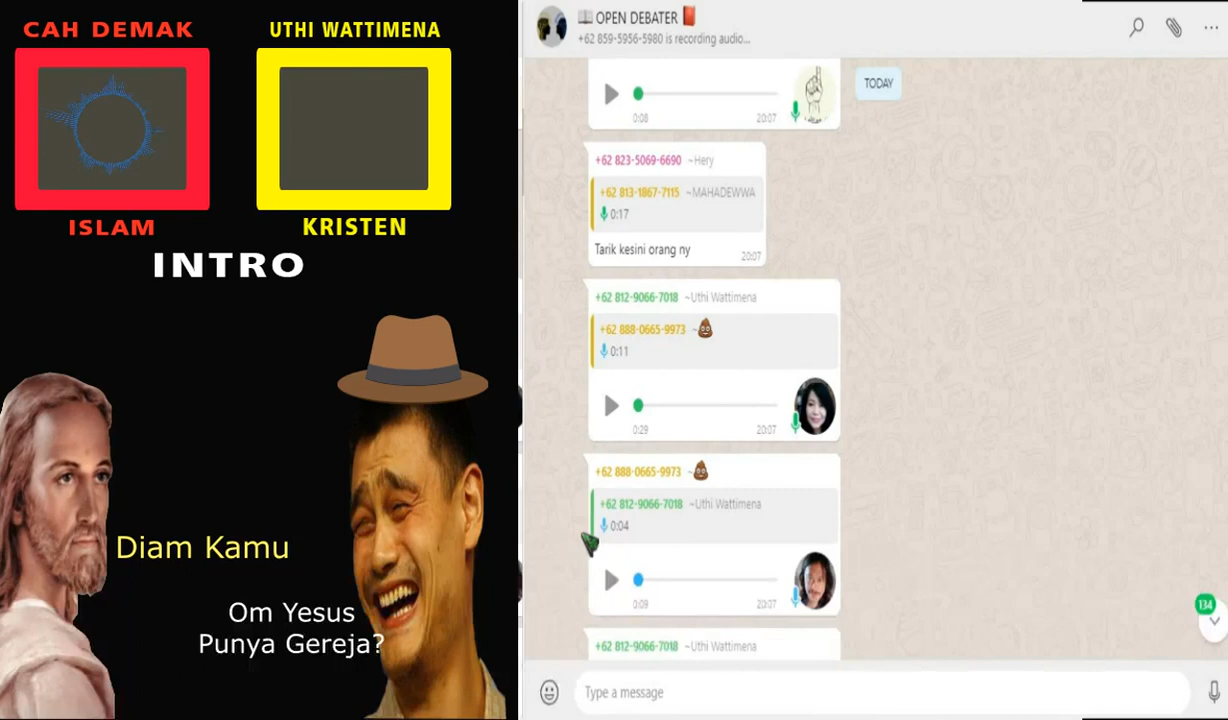 CAH DEMAK
UTHI WATTIMENA
ISLAM
KRISTEN
INTRO
Diam Kamu
Om Yesus
Punya Gereja?
OPEN DEBATER
+62 859-5956-5980 is recording audio...
TODAY
0:08 20:07
+62 823-5069-6690 ~Hery
+62 813-1867-7115 ~MAHADEWWA
0:17
Tarik kesini orang ny
20:07
+62 812-9066-7018 ~Uthi Wattimena
+62 888-0665-9973 ~💩
0:11
0:29 20:07
+62 888-0665-9973 ~💩
+62 812-9066-7018 ~Uthi Wattimena
0:04
0:09 20:07
+62 812-9066-7018 ~Uthi Wattimena
134
Type a message